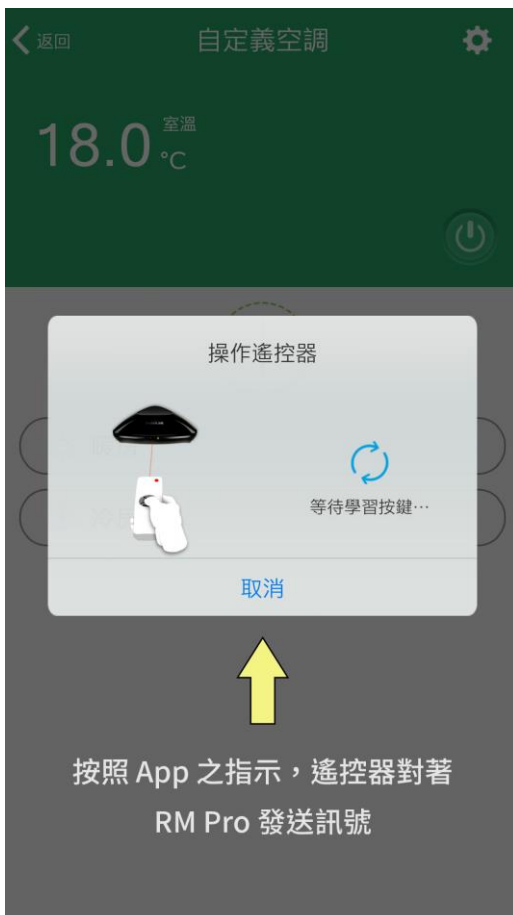 返回
自定義空調
18.0
室溫
°C
操作遙控器
等待學習按鍵…
取消
按照 App 之指示，遙控器對著
RM Pro 發送訊號